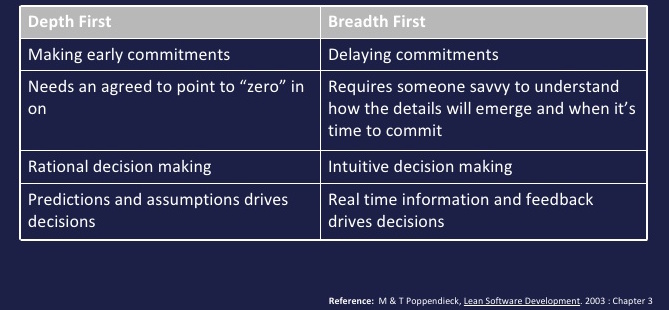 Depth First
Breadth First
Making early commitments
Delaying commitments
Needs an agreed to point to “zero” in
on
Requires someone savvy to understand
how the details will emerge and when it’s
time to commit
Rational decision making
Intuitive decision making
Predictions and assumptions drives
decisions
Real time information and feedback
drives decisions
Reference: M & T Poppendieck, Lean Software Development. 2003 : Chapter 3